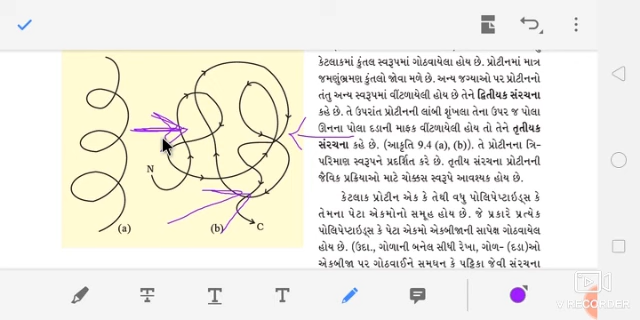 કેટલાકમાં કુંતલ સ્વરૂપમાં ગોઠવાયેલા હોય છે. પ્રોટીનમાં માત્ર
જમણુંભ્રમણ કુંતલો જોવા મળે છે. અન્ય જગ્યાઓ પર પ્રોટીનનો
તંતુ અન્ય સ્વરૂપમાં વીંટળાયેલી હોય છે તેને દ્વિતીયક સંરચના
કહે છે. તે ઉપરાંત પ્રોટીનની લાંબી શૃંખલા તેના ઉપર જ પોલા
ઊનના પોલા દડાની માફક વીંટળાયેલી હોય તો તેને તૃતીયક
સંરચના કહે છે. (આકૃતિ 9.4 (a), (b)). તે પ્રોટીનના ત્રિ-
પરિમાણ સ્વરૂપને પ્રદર્શિત કરે છે. તૃતીય સંરચના પ્રોટીનની
જૈવિક પ્રક્રિયાઓ માટે ચોક્કસ સ્વરૂપે આવશ્યક હોય છે.
કેટલાક પ્રોટીન એક કે તેથી વધુ પોલિપેપ્ટાઇડ્સ કે
તેમના પેટા એકમોનો સમૂહ હોય છે. જે પ્રકારે પ્રત્યેક
પોલિપેપ્ટાઇડ્સ કે પેટા એકમો એકબીજાની સાપેક્ષ ગોઠવાયેલ
હોય છે. (ઉદા., ગોળાની બનેલ સીધી રેખા, ગોળા- (દડા)ઓ
એકબીજા પર ગોઠવાઈને સમઘન કે પટ્ટિકા જેવી સંરચના
N
C
(a)
(b)
T
T
T
V RECORDER